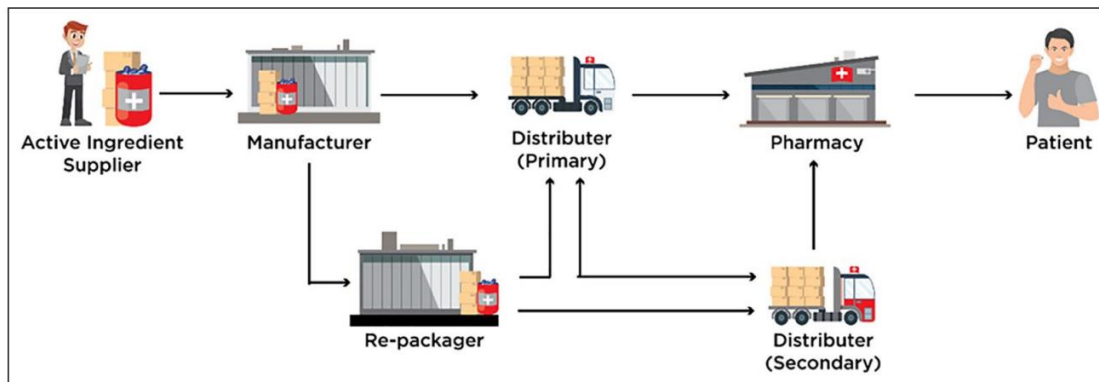 Active Ingredient
Supplier
Manufacturer
Distributer
(Primary)
Pharmacy
Patient
Re-packager
Distributer
(Secondary)